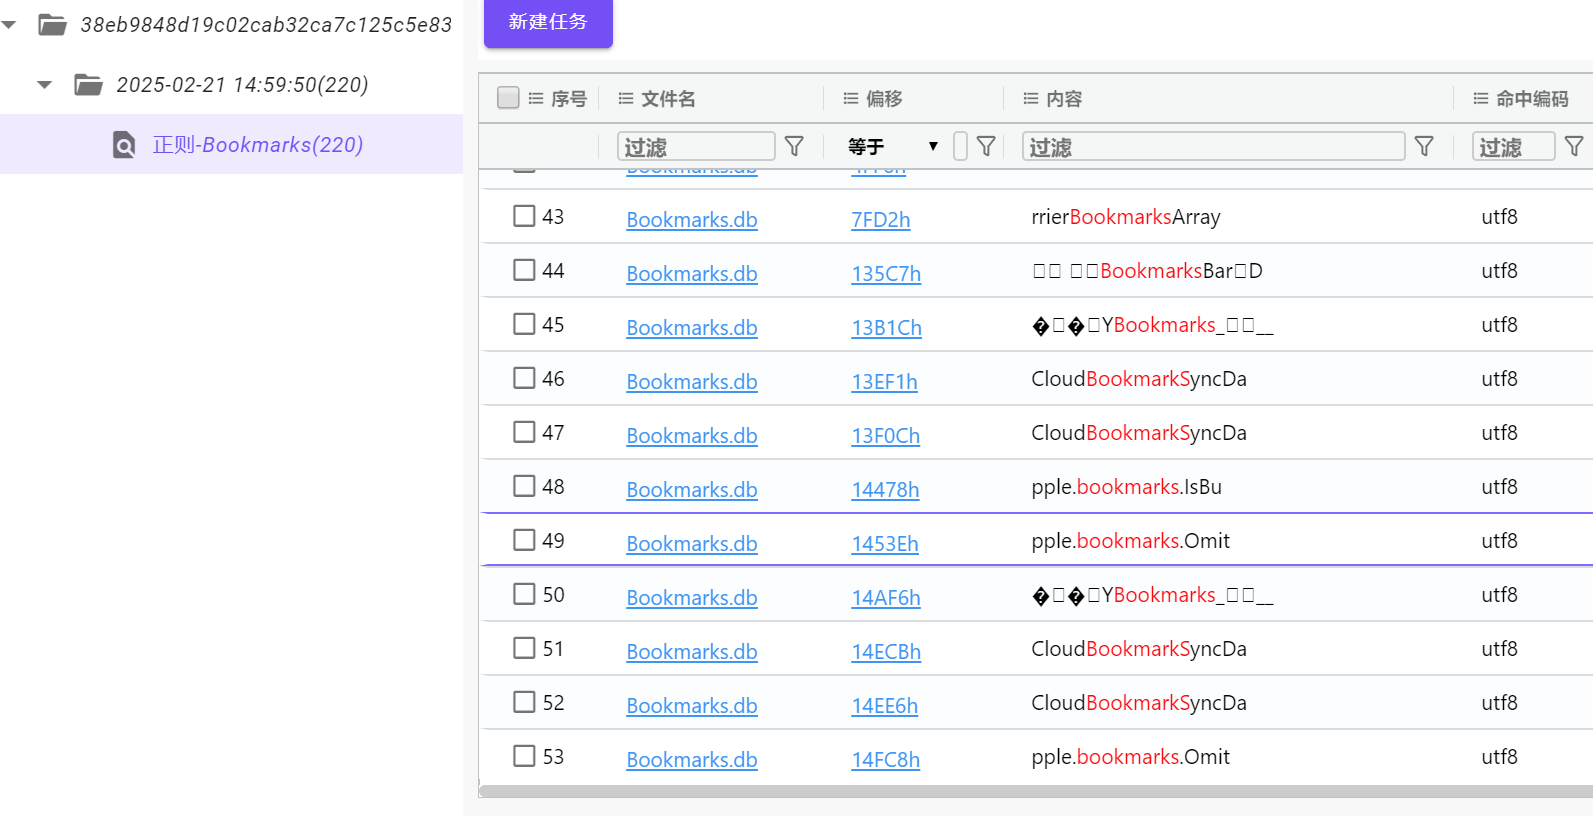 38eb9848d19c02cab32ca7c125c5e83
2025-02-21 14:59:50(220)
正则-Bookmarks(220)
新建任务
序号 文件名 偏移 内容 命中编码
过滤 等于 过滤 过滤
43 Bookmarks.db 7FD2h rrierBookmarksArray utf8
44 Bookmarks.db 135C7h □□ □□BookmarksBar□D utf8
45 Bookmarks.db 13B1Ch �□�□YBookmarks_□□__ utf8
46 Bookmarks.db 13EF1h CloudBookmarkSyncDa utf8
47 Bookmarks.db 13F0Ch CloudBookmarkSyncDa utf8
48 Bookmarks.db 14478h pple.bookmarks.IsBu utf8
49 Bookmarks.db 1453Eh pple.bookmarks.Omit utf8
50 Bookmarks.db 14AF6h �□�□YBookmarks_□□__ utf8
51 Bookmarks.db 14ECBh CloudBookmarkSyncDa utf8
52 Bookmarks.db 14EE6h CloudBookmarkSyncDa utf8
53 Bookmarks.db 14FC8h pple.bookmarks.Omit utf8